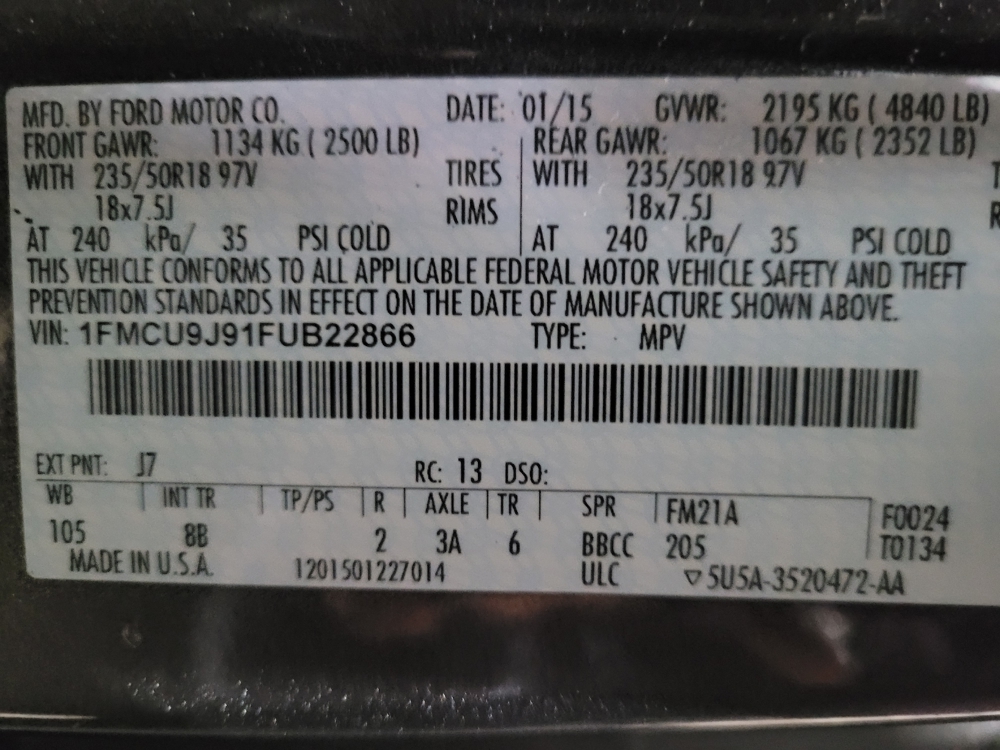 MFD. BY FORD MOTOR CO. DATE: 01/15 GVWR: 2195 KG ( 4840 LB)
FRONT GAWR: 1134 KG ( 2500 LB) REAR GAWR: 1067 KG ( 2352 LB)
WITH 235/50R18 97V TIRES WITH 235/50R18 97V
18x7.5J RIMS 18x7.5J
AT 240 kPa/ 35 PSI COLD AT 240 kPa/ 35 PSI COLD
THIS VEHICLE CONFORMS TO ALL APPLICABLE FEDERAL MOTOR VEHICLE SAFETY AND THEFT
PREVENTION STANDARDS IN EFFECT ON THE DATE OF MANUFACTURE SHOWN ABOVE.
VIN: 1FMCU9J91FUB22866 TYPE: MPV
EXT PNT: J7 RC: 13 DSO:
WB INT TR TP/PS R AXLE TR SPR FM21A F0024
105 8B 2 3A 6 BBCC 205 T0134
MADE IN U.S.A. 1201501227014 ULC ▽5U5A-3520472-AA